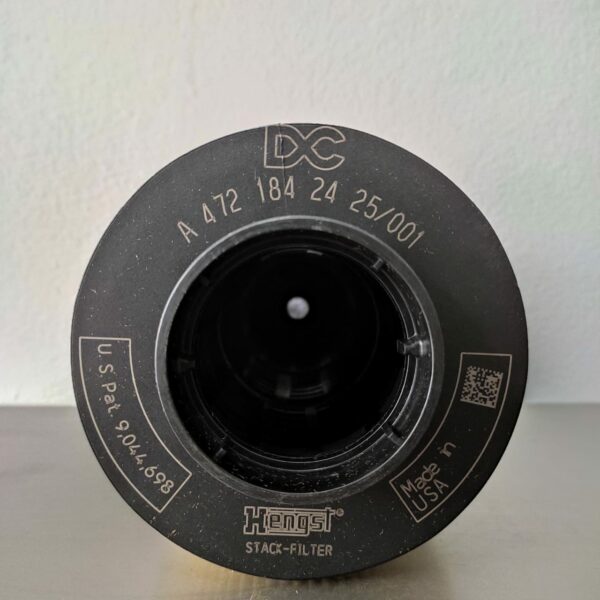 DC
A 472 184 24 25/001
U.S.Pat. 9,044,698
Made in
USA
Hengst®
STACK-FILTER